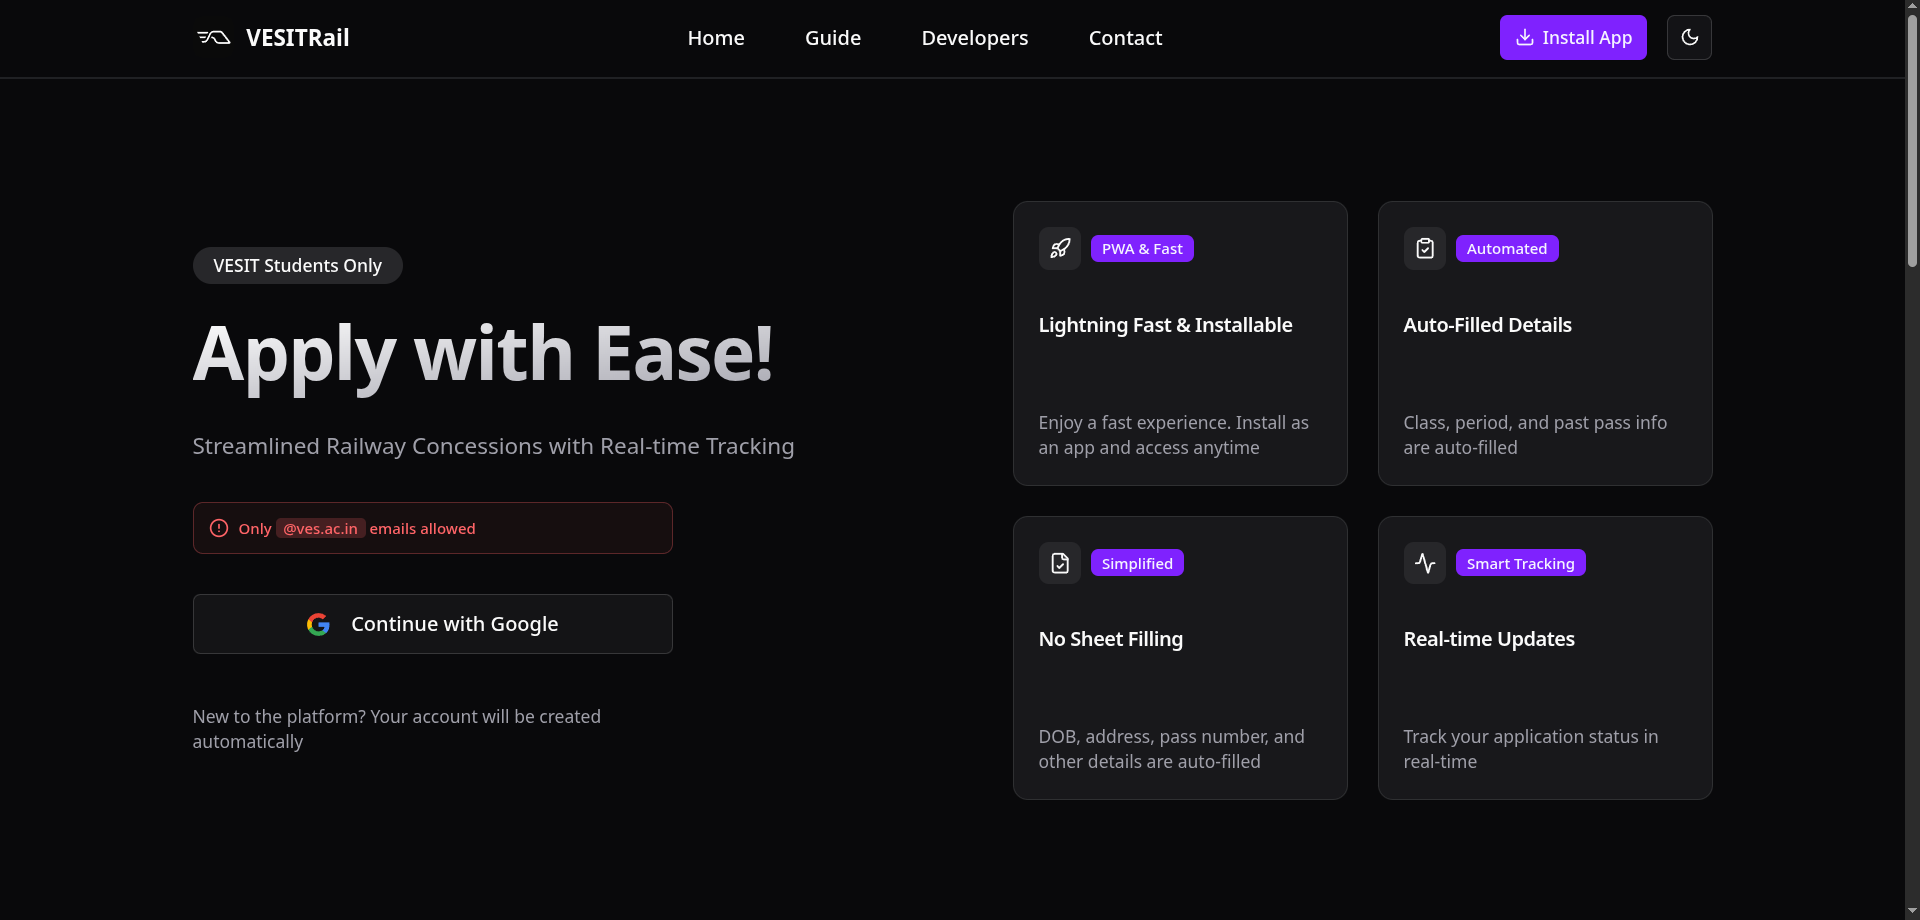 VESITRail
Home
Guide
Developers
Contact
Install App
VESIT Students Only
Apply with Ease!
Streamlined Railway Concessions with Real-time Tracking
Only @ves.ac.in emails allowed
Continue with Google
New to the platform? Your account will be created
automatically
PWA & Fast
Lightning Fast & Installable
Enjoy a fast experience. Install as
an app and access anytime
Automated
Auto-Filled Details
Class, period, and past pass info
are auto-filled
Simplified
No Sheet Filling
DOB, address, pass number, and
other details are auto-filled
Smart Tracking
Real-time Updates
Track your application status in
real-time